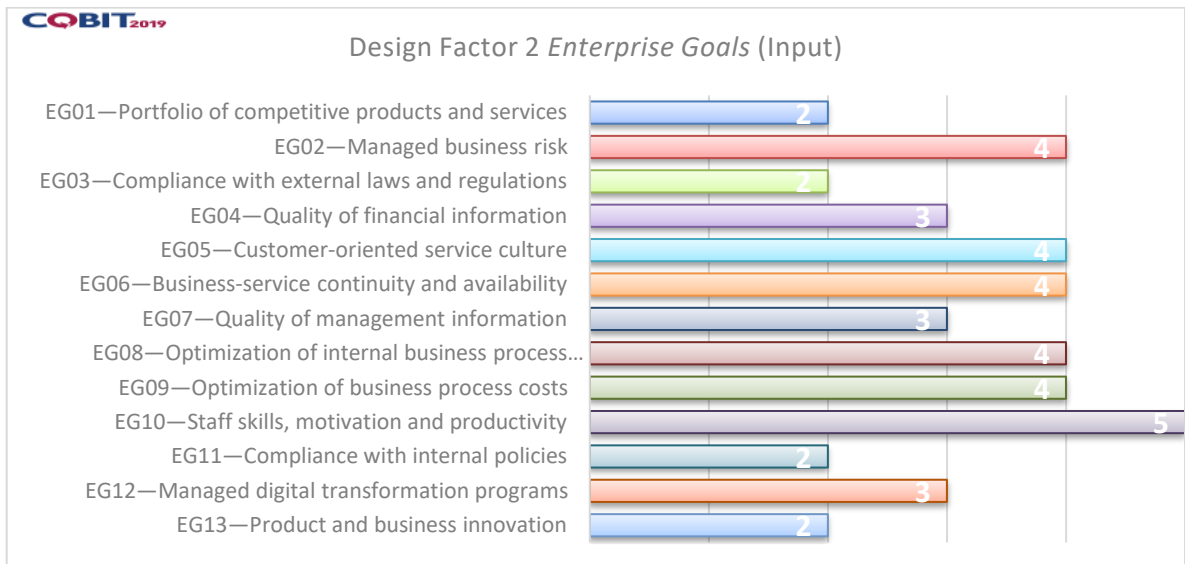 COBIT2019
Design Factor 2 Enterprise Goals (Input)
EG01—Portfolio of competitive products and services 2
EG02—Managed business risk 4
EG03—Compliance with external laws and regulations 2
EG04—Quality of financial information 3
EG05—Customer-oriented service culture 4
EG06—Business-service continuity and availability 4
EG07—Quality of management information 3
EG08—Optimization of internal business process… 4
EG09—Optimization of business process costs 4
EG10—Staff skills, motivation and productivity 5
EG11—Compliance with internal policies 2
EG12—Managed digital transformation programs 3
EG13—Product and business innovation 2